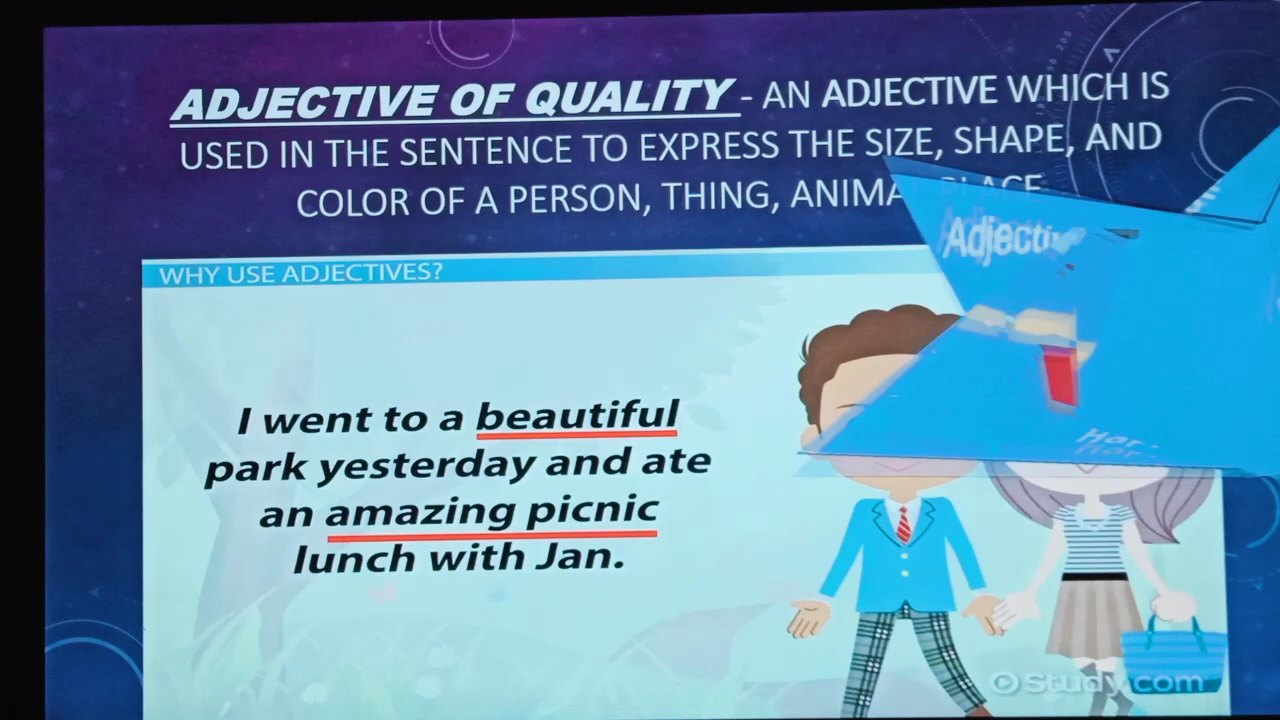 ADJECTIVE OF QUALITY - AN ADJECTIVE WHICH IS
USED IN THE SENTENCE TO EXPRESS THE SIZE, SHAPE, AND
COLOR OF A PERSON, THING,
WHY USE ADJECTIVES?
I went to a beautiful
park yesterday and ate
an amazing picnic
lunch with Jan.
Study.com